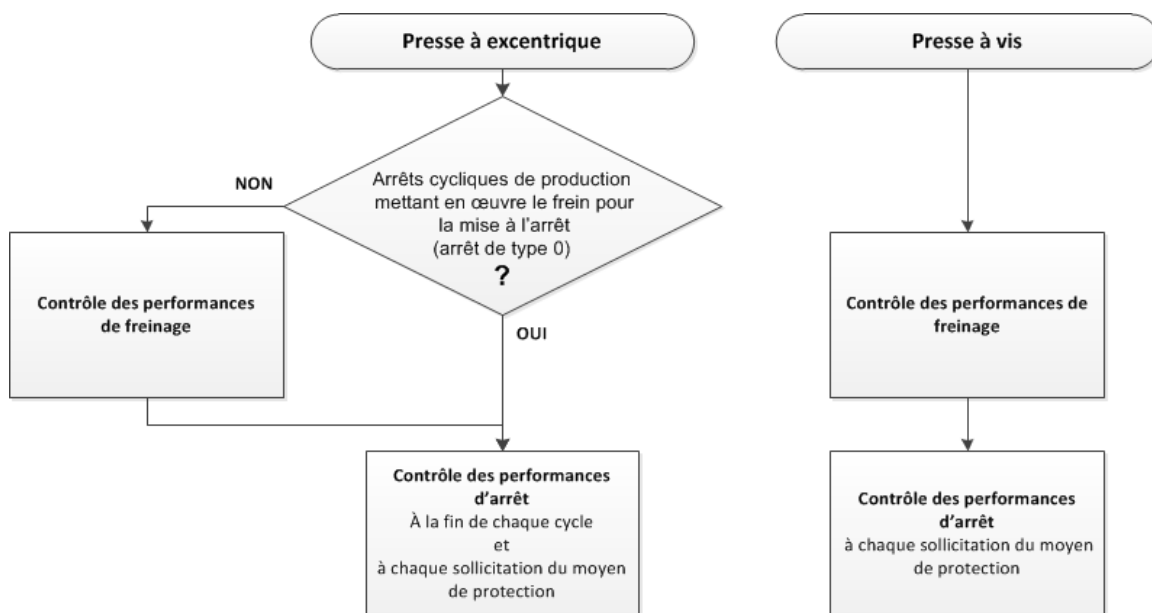 Presse à excentrique
Presse à vis
Arrêts cycliques de production
mettant en œuvre le frein pour
la mise à l'arrêt
(arrêt de type 0)
?
NON
OUI
Contrôle des performances
de freinage
Contrôle des performances de
freinage
Contrôle des performances
d'arrêt
À la fin de chaque cycle
et
à chaque sollicitation du moyen
de protection
Contrôle des performances
d'arrêt
à chaque sollicitation du moyen
de protection